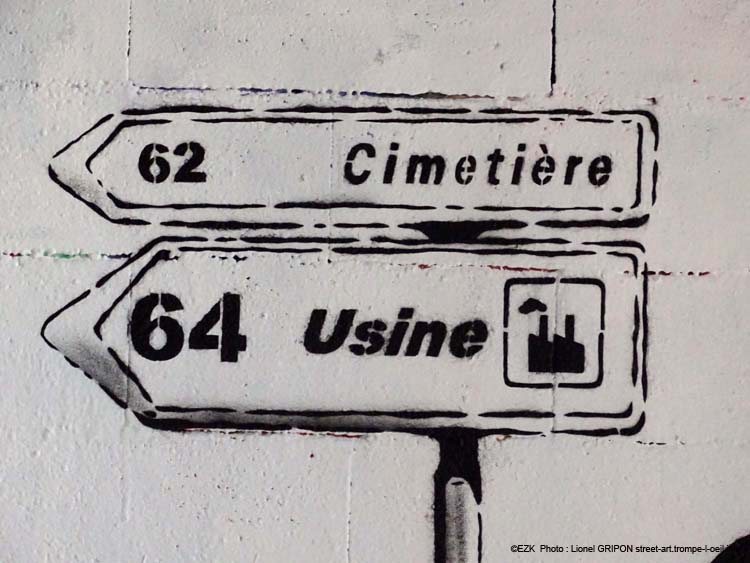 62 Cimetière
64 Usine
©EZK Photo : Lionel GRIPON street-art.trompe-l-oeil